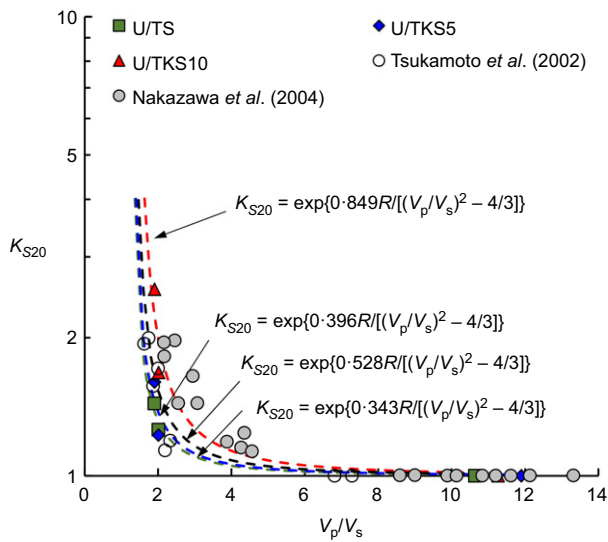 U/TS
U/TKS5
U/TKS10
Tsukamoto et al. (2002)
Nakazawa et al. (2004)
10
5
2
1
K_S20
K_S20 = exp{0·849R/[(V_p/V_s)² – 4/3]}
K_S20 = exp{0·396R/[(V_p/V_s)² – 4/3]}
K_S20 = exp{0·528R/[(V_p/V_s)² – 4/3]}
K_S20 = exp{0·343R/[(V_p/V_s)² – 4/3]}
0 2 4 6 8 10 12 14
V_p/V_s